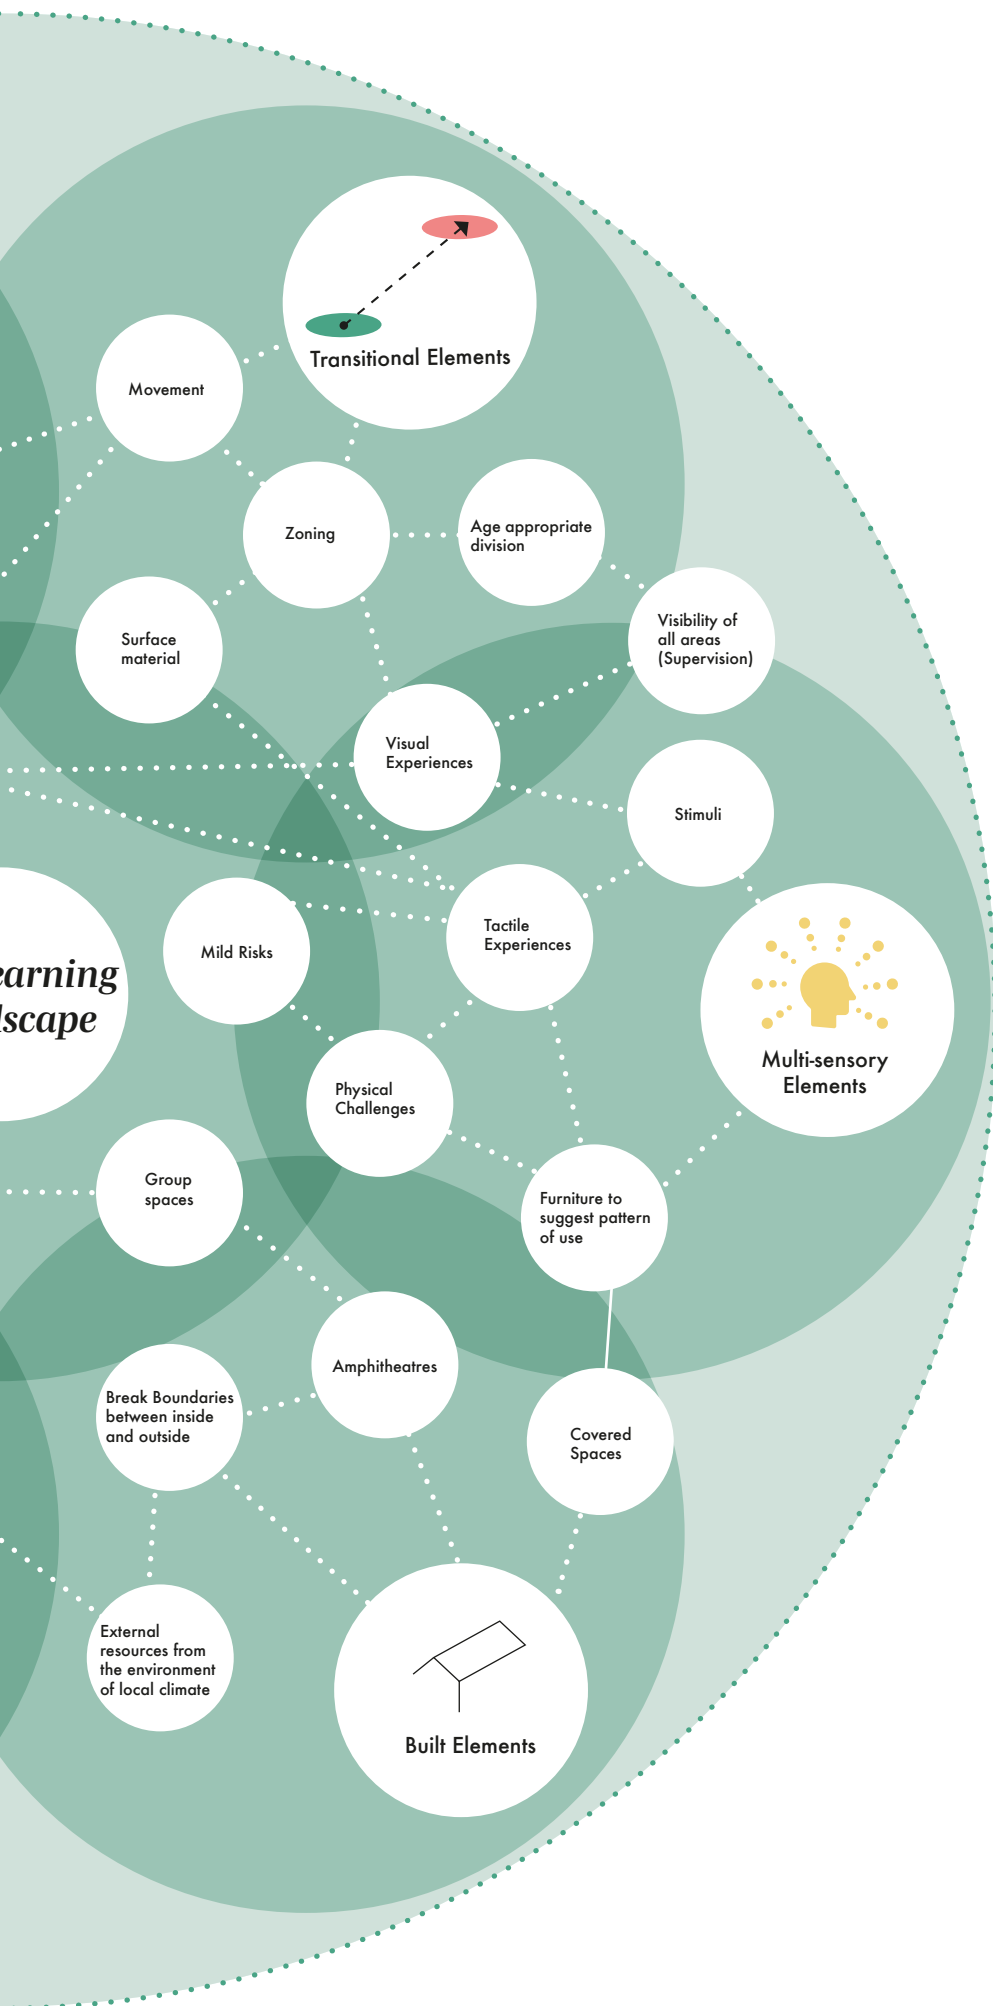 Transitional Elements
Movement
Zoning
Age appropriate
division
Visibility of
all areas
(Supervision)
Surface
material
Visual
Experiences
Stimuli
Tactile
Experiences
Mild Risks
earning
dscape
Multi-sensory
Elements
Physical
Challenges
Group
spaces
Furniture to
suggest pattern
of use
Amphitheatres
Break Boundaries
between inside
and outside
Covered
Spaces
External
resources from
the environment
of local climate
Built Elements